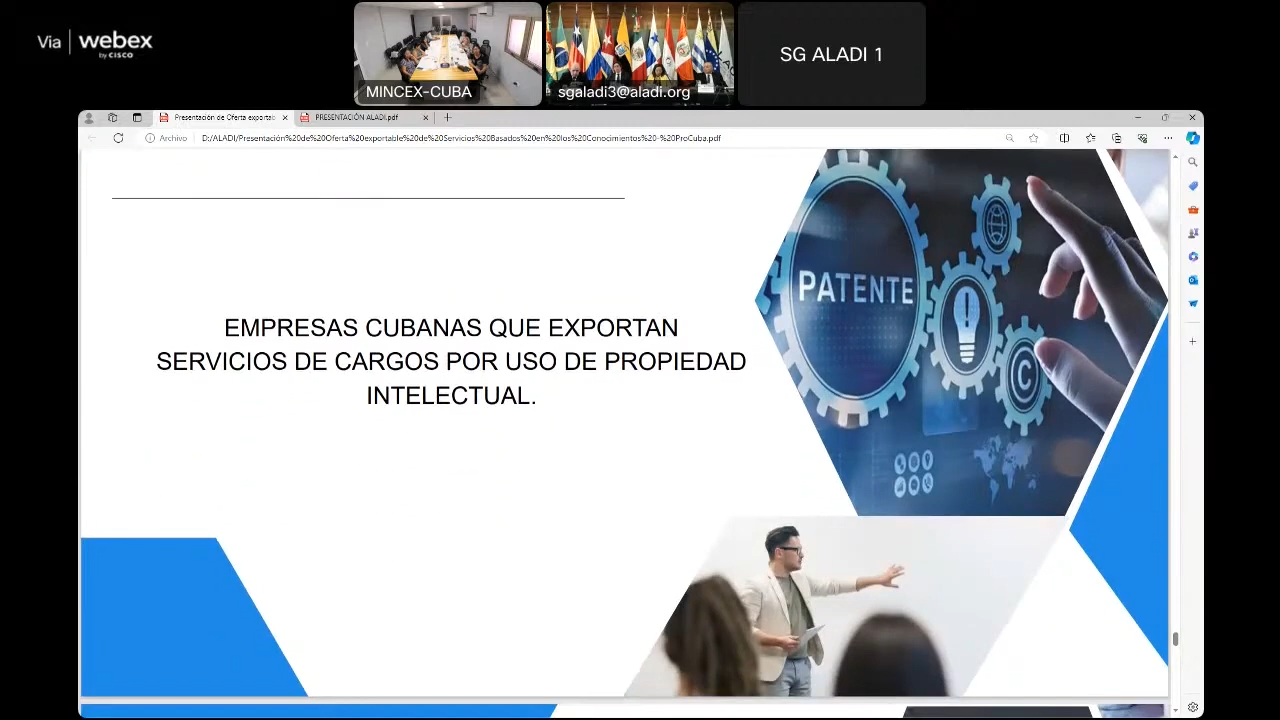 Via webex
by CISCO
MINCEX-CUBA
sgaladi3@aladi.org
SG ALADI 1
Presentación de Oferta exportab
PRESENTACIÓN ALADI.pdf
Archivo
D:/ALADI/Presentación%20de%20Oferta%20exportable%20de%20Servicios%20Basados%20en%20los%20Conocimientos%20-%20ProCuba.pdf
EMPRESAS CUBANAS QUE EXPORTAN
SERVICIOS DE CARGOS POR USO DE PROPIEDAD
INTELECTUAL.
PATENTE
C